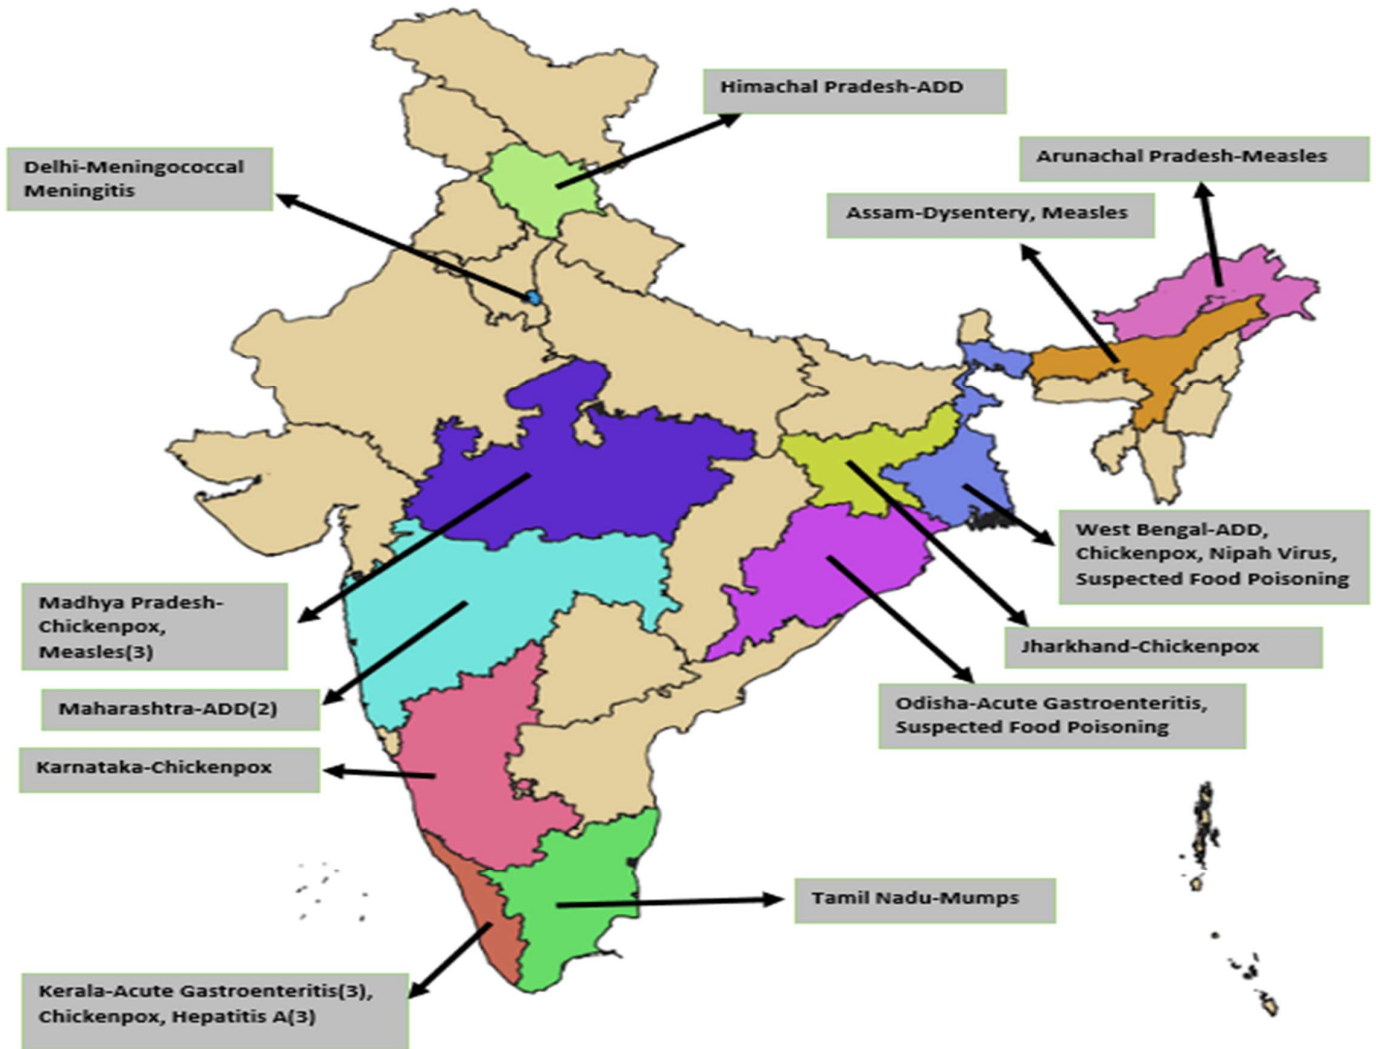 Himachal Pradesh-ADD
Arunachal Pradesh-Measles
Delhi-Meningococcal
Meningitis
Assam-Dysentery, Measles
West Bengal-ADD,
Chickenpox, Nipah Virus,
Suspected Food Poisoning
Madhya Pradesh-
Chickenpox,
Measles(3)
Jharkhand-Chickenpox
Maharashtra-ADD(2)
Odisha-Acute Gastroenteritis,
Suspected Food Poisoning
Karnataka-Chickenpox
Tamil Nadu-Mumps
Kerala-Acute Gastroenteritis(3),
Chickenpox, Hepatitis A(3)